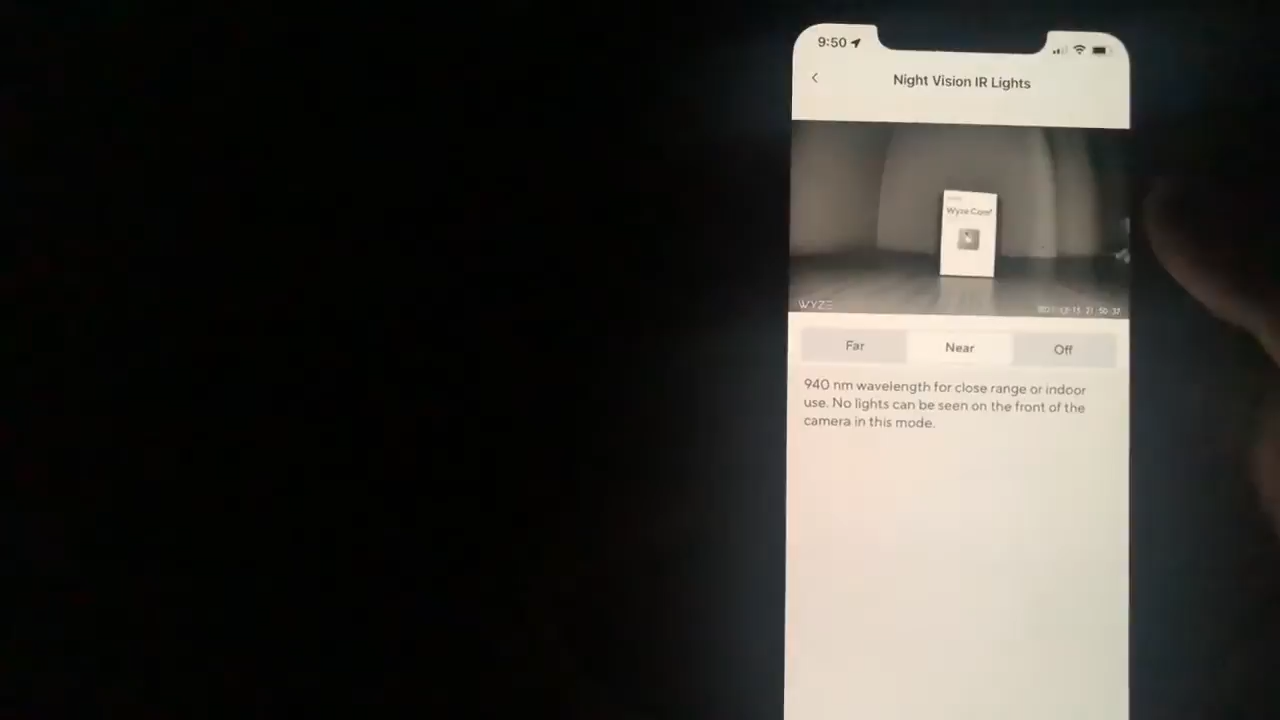 9:50
Night Vision IR Lights
Wyze Cam
WYZE
Far
Near
Off
940 nm wavelength for close range or indoor
use. No lights can be seen on the front of the
camera in this mode.